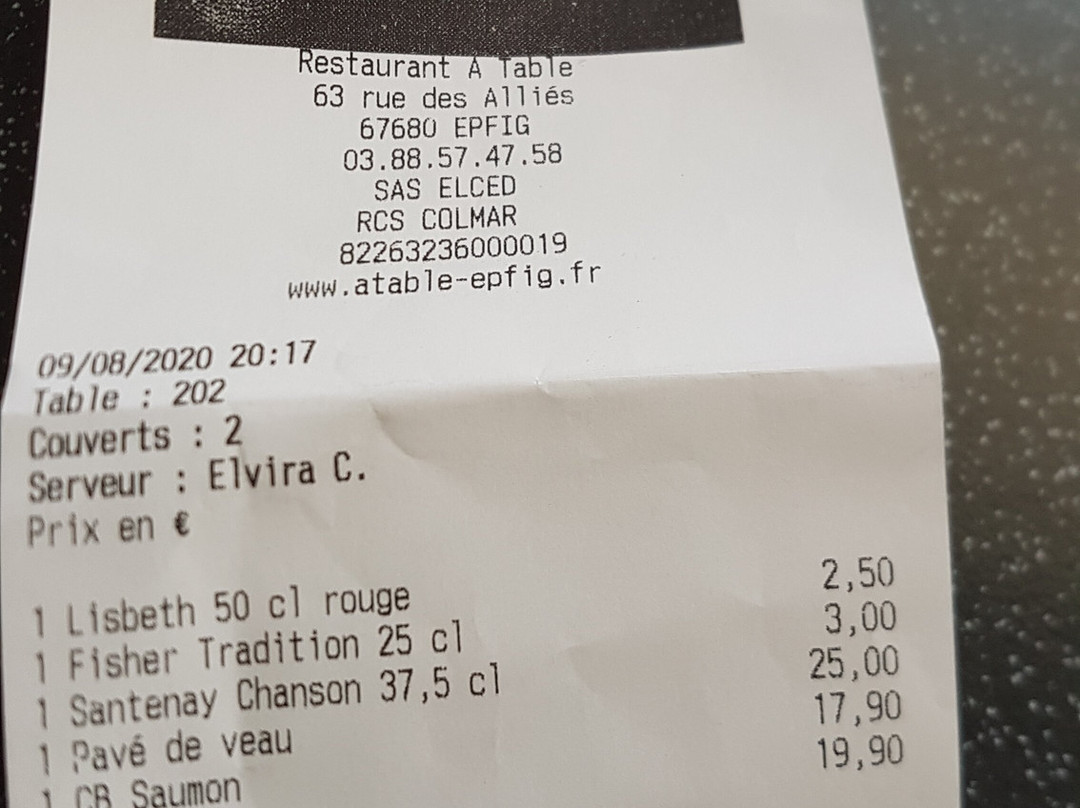 Restaurant A Table
63 rue des Alliés
67680 EPFIG
03.88.57.47.58
SAS ELCED
RCS COLMAR
82263236000019
www.atable-epfig.fr
09/08/2020 20:17
Table : 202
Couverts : 2
Serveur : Elvira C.
Prix en €
1 Lisbeth 50 cl rouge 2,50
1 Fisher Tradition 25 cl 3,00
1 Santenay Chanson 37,5 cl 25,00
1 Pavé de veau 17,90
1 CB Saumon 19,90